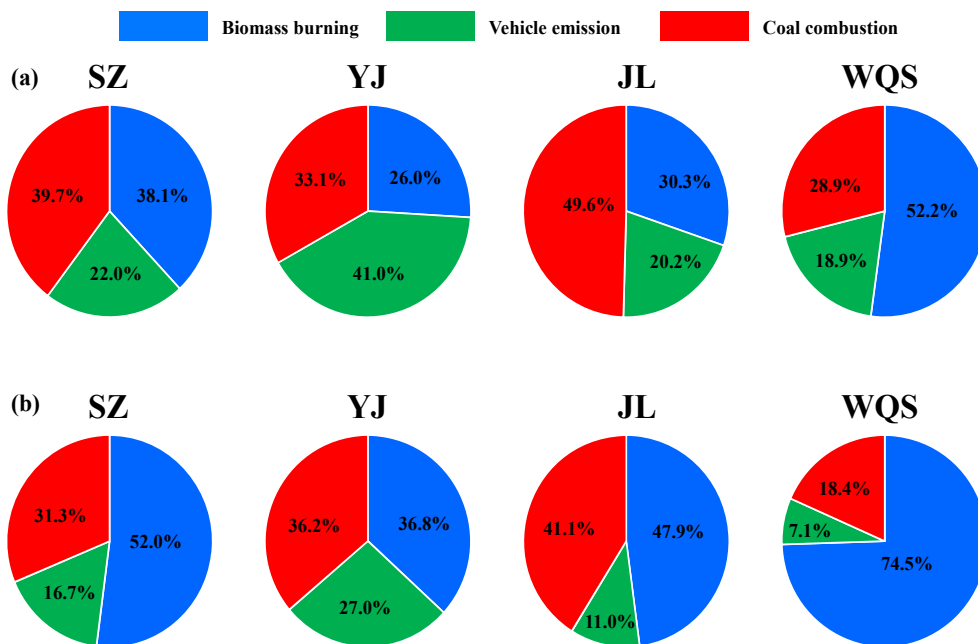 Biomass burning Vehicle emission Coal combustion
(a) SZ YJ JL WQS
39.7% 38.1% 22.0%
33.1% 26.0% 41.0%
49.6% 30.3% 20.2%
28.9% 52.2% 18.9%
(b) SZ YJ JL WQS
31.3% 52.0% 16.7%
36.2% 36.8% 27.0%
41.1% 47.9% 11.0%
18.4% 7.1% 74.5%